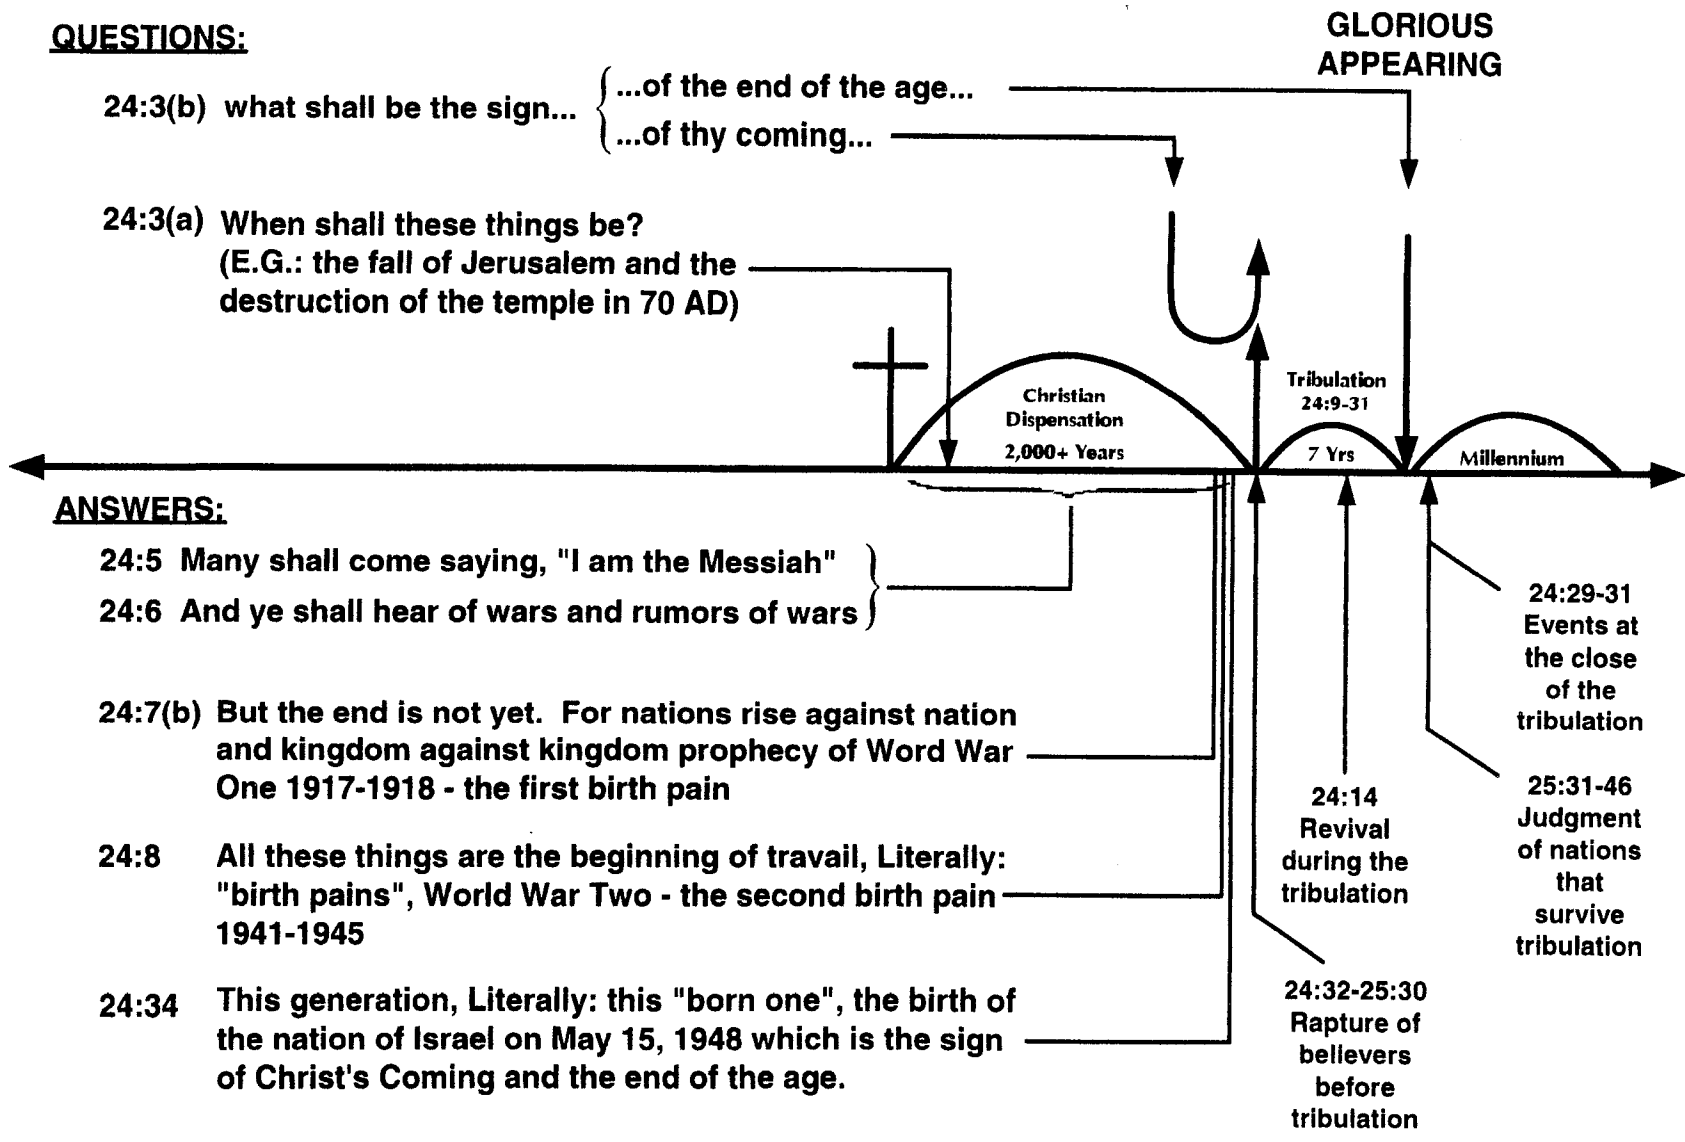 QUESTIONS:
GLORIOUS
APPEARING
24:3(b) what shall be the sign...
...of the end of the age...
...of thy coming...
24:3(a) When shall these things be?
(E.G.: the fall of Jerusalem and the
destruction of the temple in 70 AD)
Christian
Dispensation
2,000+ Years
Tribulation
24:9-31
7 Yrs
Millennium
ANSWERS:
24:5 Many shall come saying, "I am the Messiah"
24:6 And ye shall hear of wars and rumors of wars
24:7(b) But the end is not yet. For nations rise against nation
and kingdom against kingdom prophecy of Word War
One 1917-1918 - the first birth pain
24:8 All these things are the beginning of travail, Literally:
"birth pains", World War Two - the second birth pain
1941-1945
24:34 This generation, Literally: this "born one", the birth of
the nation of Israel on May 15, 1948 which is the sign
of Christ's Coming and the end of the age.
24:32-25:30
Rapture of
believers
before
tribulation
24:14
Revival
during the
tribulation
24:29-31
Events at
the close
of the
tribulation
25:31-46
Judgment
of nations
that
survive
tribulation